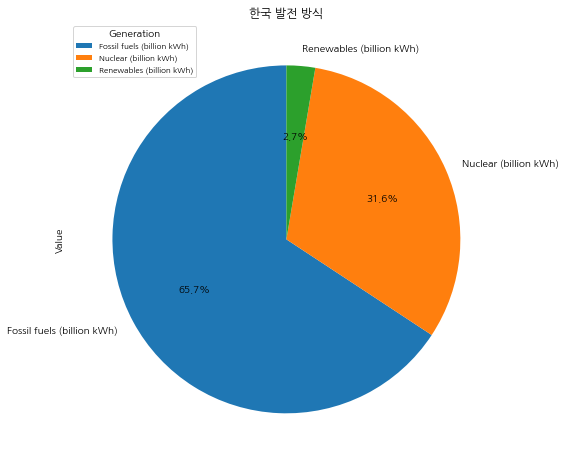 한국 발전 방식
Generation
Fossil fuels (billion kWh)
Nuclear (billion kWh)
Renewables (billion kWh)
Renewables (billion kWh)
2.7%
Nuclear (billion kWh)
31.6%
Value
65.7%
Fossil fuels (billion kWh)